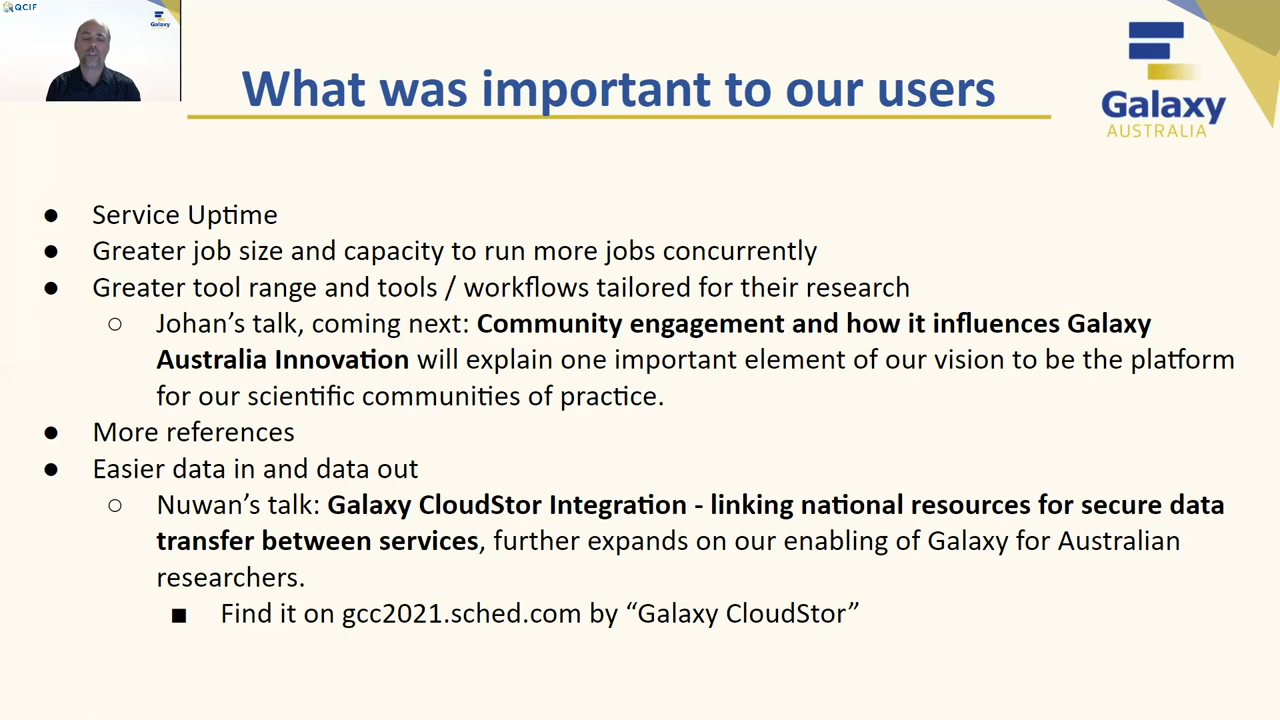 QCIF
Galaxy
What was important to our users
Galaxy
AUSTRALIA
● Service Uptime
● Greater job size and capacity to run more jobs concurrently
● Greater tool range and tools / workflows tailored for their research
○ Johan’s talk, coming next: Community engagement and how it influences Galaxy
Australia Innovation will explain one important element of our vision to be the platform
for our scientific communities of practice.
● More references
● Easier data in and data out
○ Nuwan’s talk: Galaxy CloudStor Integration - linking national resources for secure data
transfer between services, further expands on our enabling of Galaxy for Australian
researchers.
■ Find it on gcc2021.sched.com by “Galaxy CloudStor”